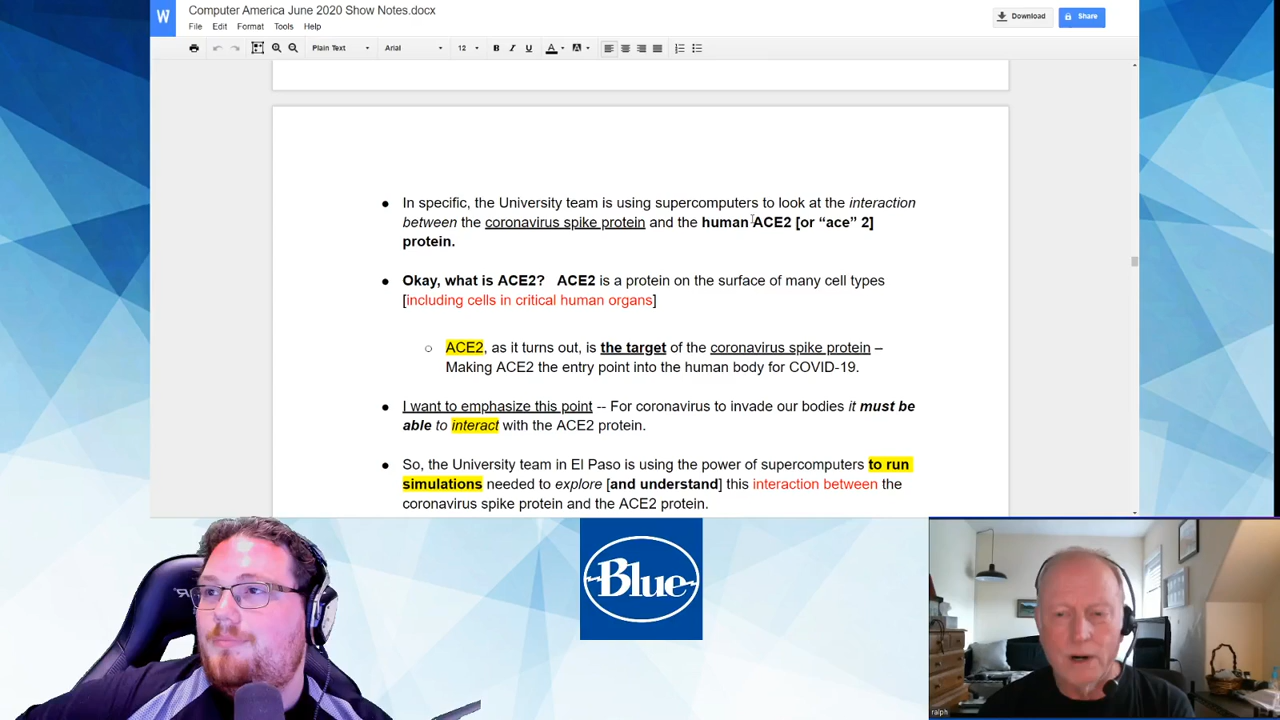 W
Computer America June 2020 Show Notes.docx
File Edit Format Tools Help
Download
Share
Plain Text
Arial
12
B I U A A
● In specific, the University team is using supercomputers to look at the interaction
between the coronavirus spike protein and the human ACE2 [or “ace” 2]
protein.
● Okay, what is ACE2? ACE2 is a protein on the surface of many cell types
[including cells in critical human organs]
○ ACE2, as it turns out, is the target of the coronavirus spike protein –
Making ACE2 the entry point into the human body for COVID-19.
● I want to emphasize this point -- For coronavirus to invade our bodies it must be
able to interact with the ACE2 protein.
● So, the University team in El Paso is using the power of supercomputers to run
simulations needed to explore [and understand] this interaction between the
coronavirus spike protein and the ACE2 protein.
Blue
ralph